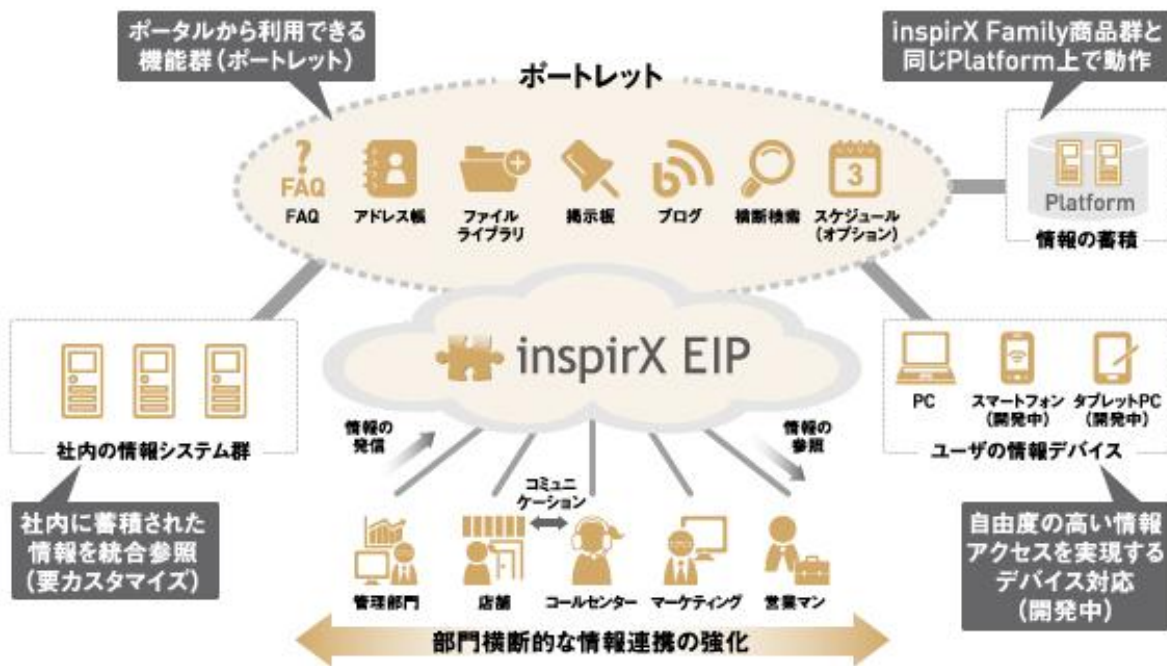 ポータルから利用できる
機能群(ポートレット)
inspirX Family商品群と
同じPlatform上で動作
ポートレット
?
FAQ
FAQ
アドレス帳
ファイル
ライブラリ
掲示板
b
ブログ
横断検索
3
スケジュール
(オプション)
Platform
情報の蓄積
inspirX EIP
社内の情報システム群
PC
スマートフォン
(開発中)
タブレットPC
(開発中)
ユーザの情報デバイス
情報の
発信
情報の
参照
コミュニ
ケーション
社内に蓄積された
情報を統合参照
(要カスタマイズ)
自由度の高い情報
アクセスを実現する
デバイス対応
(開発中)
管理部門
店舗
コールセンター
マーケティング
営業マン
部門横断的な情報連携の強化